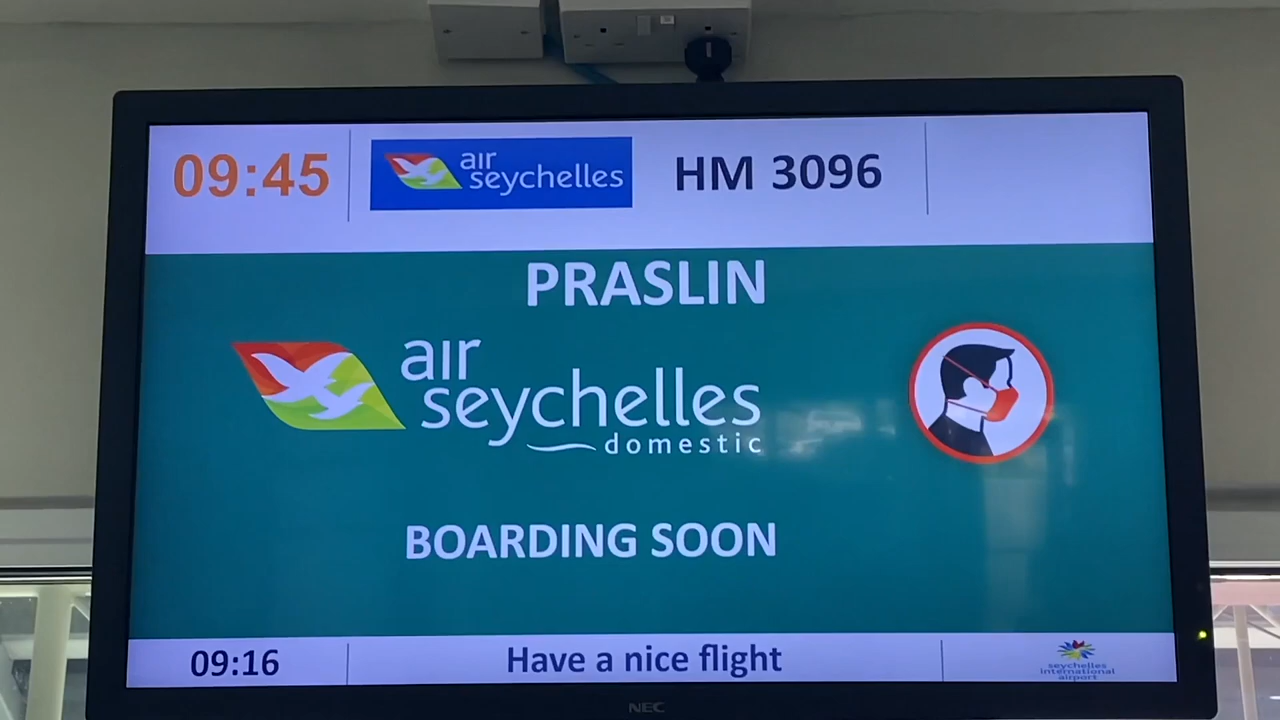 09:45
air
seychelles
HM 3096
PRASLIN
air
seychelles
domestic
BOARDING SOON
09:16
Have a nice flight
seychelles
international
airport
NEC